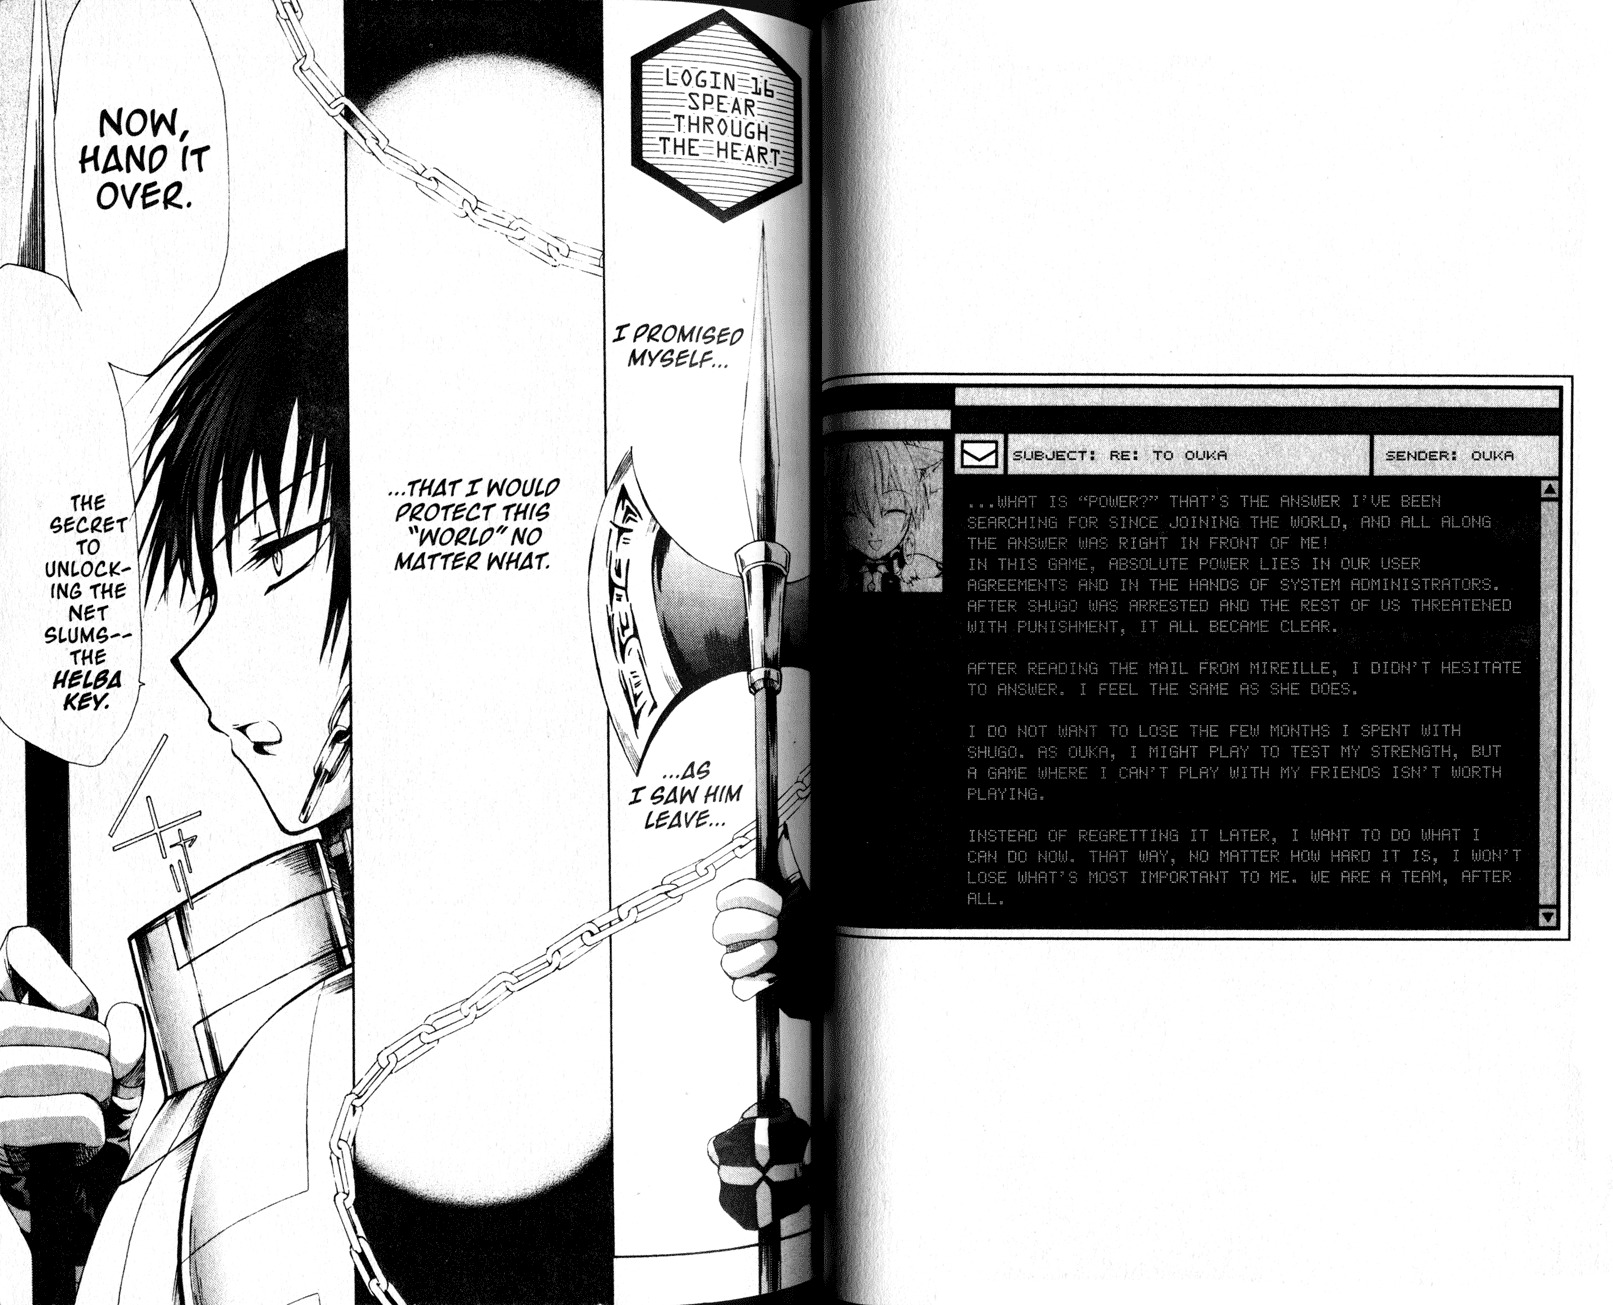 SUBJECT: RE: TO OUKA
SENDER: OUKA
...WHAT IS “POWER?” THAT'S THE ANSWER I'VE BEEN
SEARCHING FOR SINCE JOINING THE WORLD, AND ALL ALONG
THE ANSWER WAS RIGHT IN FRONT OF ME!
IN THIS GAME, ABSOLUTE POWER LIES IN OUR USER
AGREEMENTS AND IN THE HANDS OF SYSTEM ADMINISTRATORS.
AFTER SHUGO WAS ARRESTED AND THE REST OF US THREATENED
WITH PUNISHMENT, IT ALL BECAME CLEAR.
AFTER READING THE MAIL FROM MIREILLE, I DIDN'T HESITATE
TO ANSWER. I FEEL THE SAME AS SHE DOES.
I DO NOT WANT TO LOSE THE FEW MONTHS I SPENT WITH
SHUGO. AS OUKA, I MIGHT PLAY TO TEST MY STRENGTH, BUT
A GAME WHERE I CAN'T PLAY WITH MY FRIENDS ISN'T WORTH
PLAYING.
INSTEAD OF REGRETTING IT LATER, I WANT TO DO WHAT I
CAN DO NOW. THAT WAY, NO MATTER HOW HARD IT IS, I WON'T
LOSE WHAT'S MOST IMPORTANT TO ME. WE ARE A TEAM, AFTER
ALL.
LOGIN 16
SPEAR
THROUGH
THE HEART
I PROMISED
MYSELF...
...AS
I SAW HIM
LEAVE...
...THAT I WOULD
PROTECT THIS
“WORLD” NO
MATTER WHAT.
NOW,
HAND IT
OVER.
THE
SECRET
TO
UNLOCK-
ING THE
NET
SLUMS--
THE
HELBA
KEY.